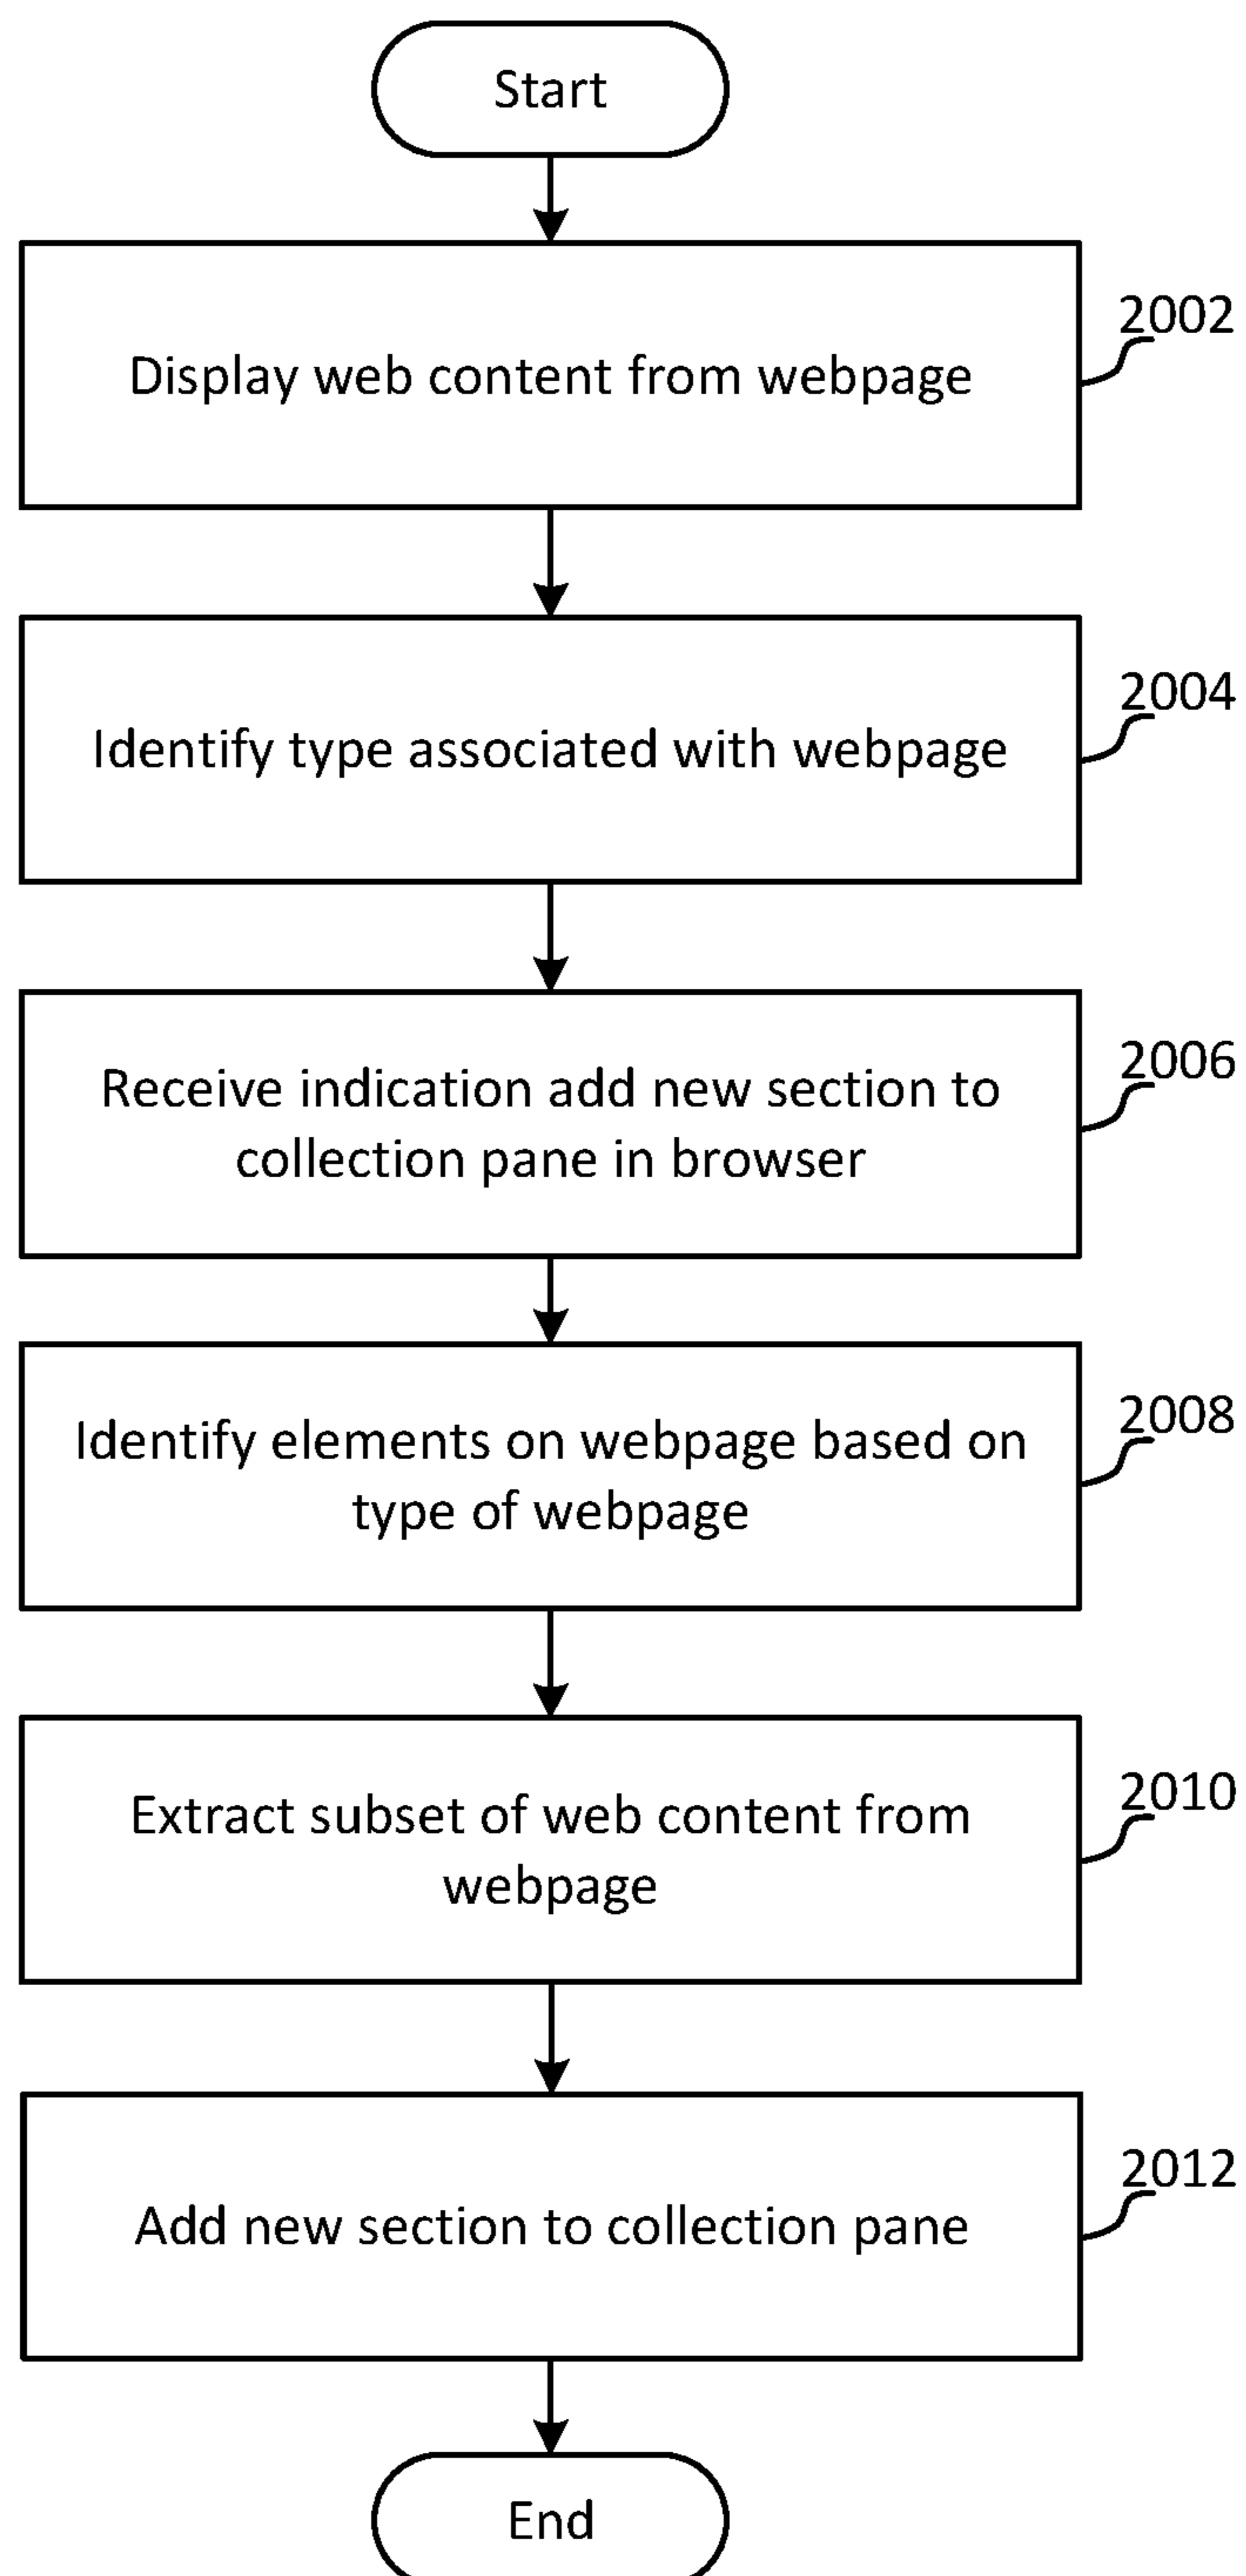 Start
Display web content from webpage
2002
Identify type associated with webpage
2004
Receive indication add new section to
collection pane in browser
2006
Identify elements on webpage based on
type of webpage
2008
Extract subset of web content from
webpage
2010
Add new section to collection pane
2012
End